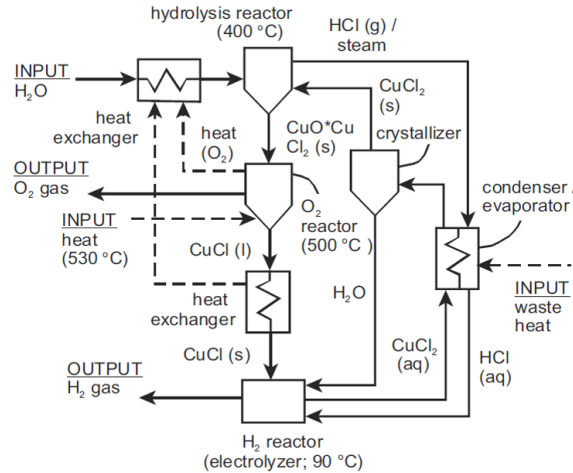 hydrolysis reactor
(400 °C)
HCl (g) /
steam
INPUT
H₂O
CuCl₂
(s)
heat
exchanger
heat
(O₂)
CuO*Cu
Cl₂ (s)
crystallizer
OUTPUT
O₂ gas
condenser /
evaporator
INPUT
heat
(530 °C)
O₂
reactor
(500 °C )
CuCl (l)
heat
exchanger
H₂O
INPUT
waste
heat
CuCl (s)
CuCl₂
(aq)
HCl
(aq)
OUTPUT
H₂ gas
H₂ reactor
(electrolyzer; 90 °C)